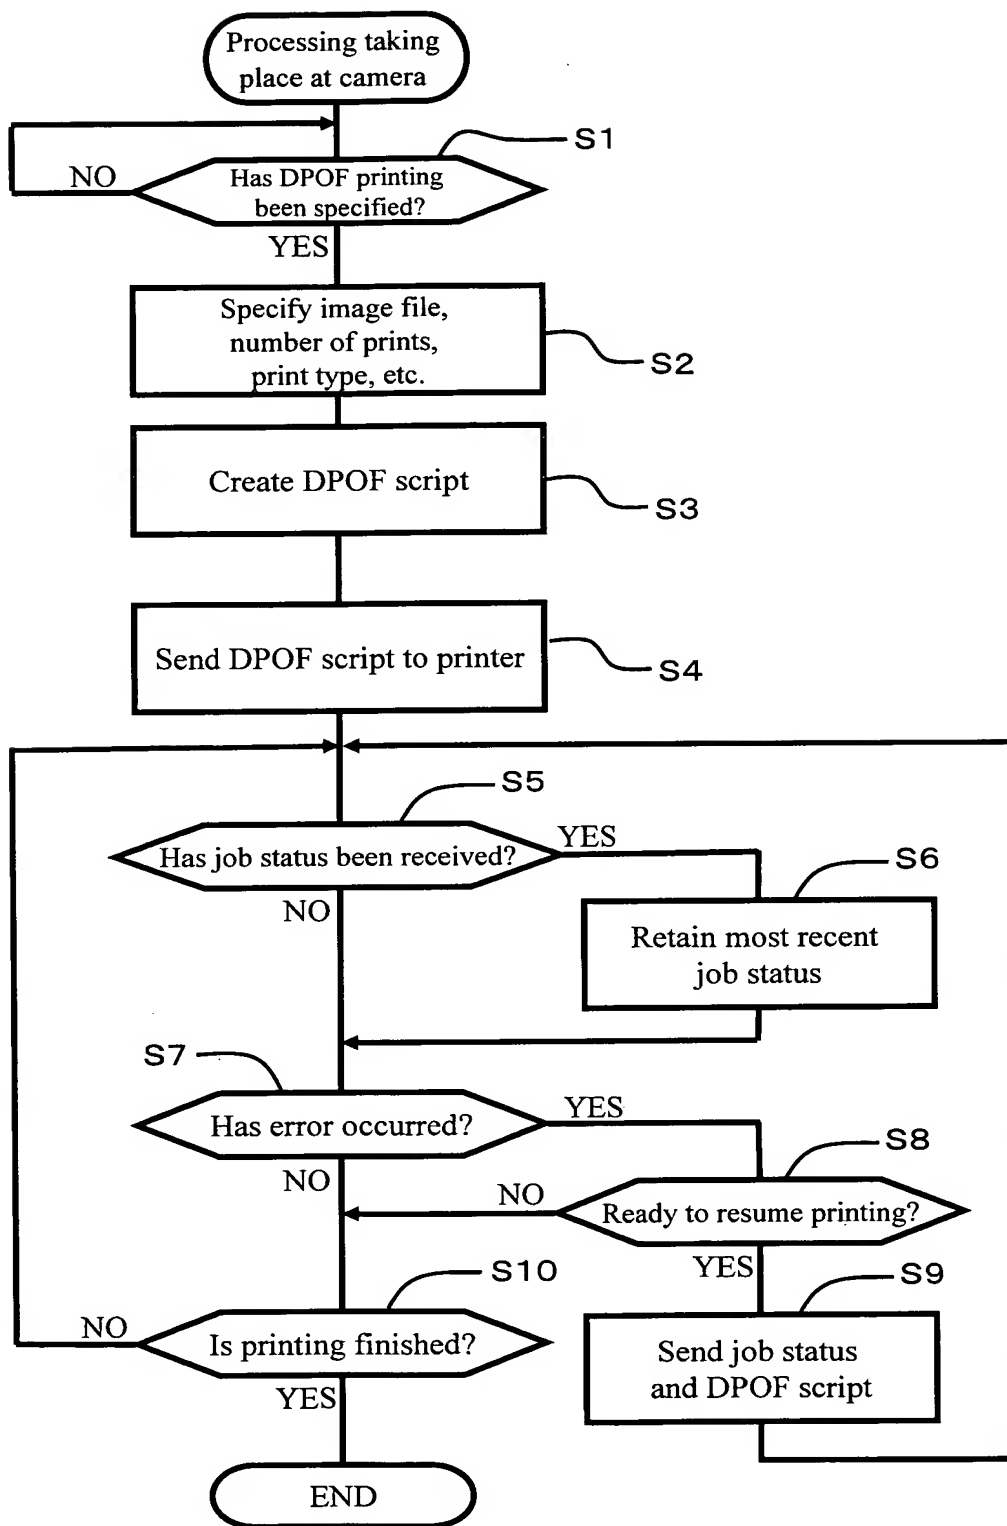 Processing taking
place at camera
S1
NO
Has DPOF printing
been specified?
YES
Specify image file,
number of prints,
print type, etc.
S2
Create DPOF script
S3
Send DPOF script to printer
S4
S5
Has job status been received?
YES
NO
S6
Retain most recent
job status
S7
Has error occurred?
YES
NO
S8
Ready to resume printing?
NO
YES
S9
Send job status
and DPOF script
S10
Is printing finished?
NO
YES
END